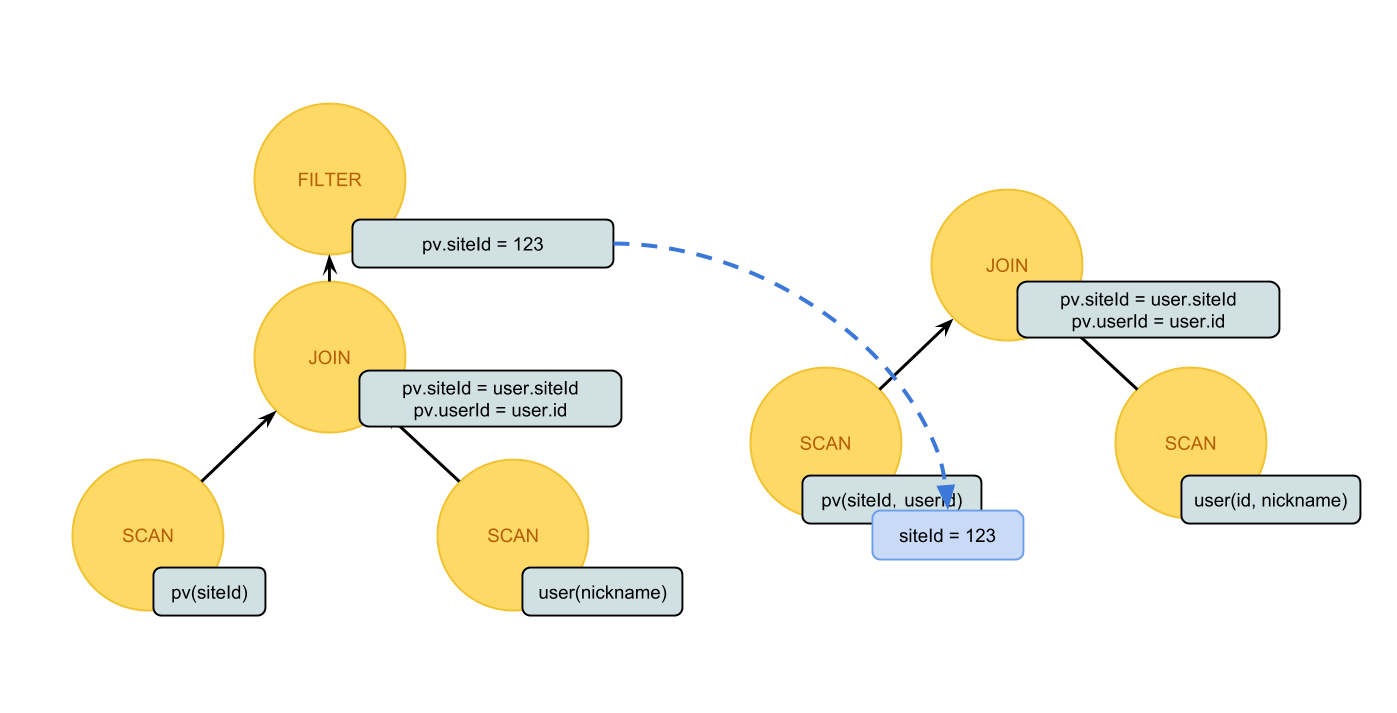 FILTER
pv.siteId = 123
JOIN
pv.siteId = user.siteId
pv.userId = user.id
SCAN
pv(siteId)
SCAN
user(nickname)
JOIN
pv.siteId = user.siteId
pv.userId = user.id
SCAN
pv(siteId, userId)
siteId = 123
SCAN
user(id, nickname)